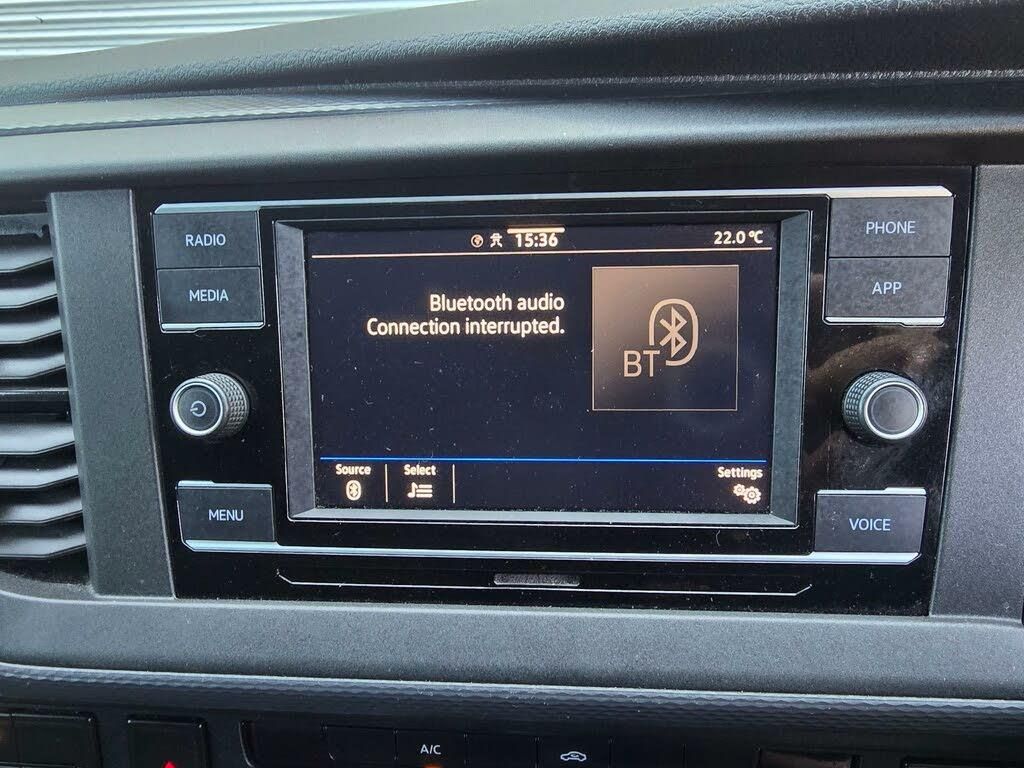 RADIO
MEDIA
MENU
15:36
22.0 °C
Bluetooth audio
Connection interrupted.
BT
Source
Select
Settings
PHONE
APP
VOICE
A/C